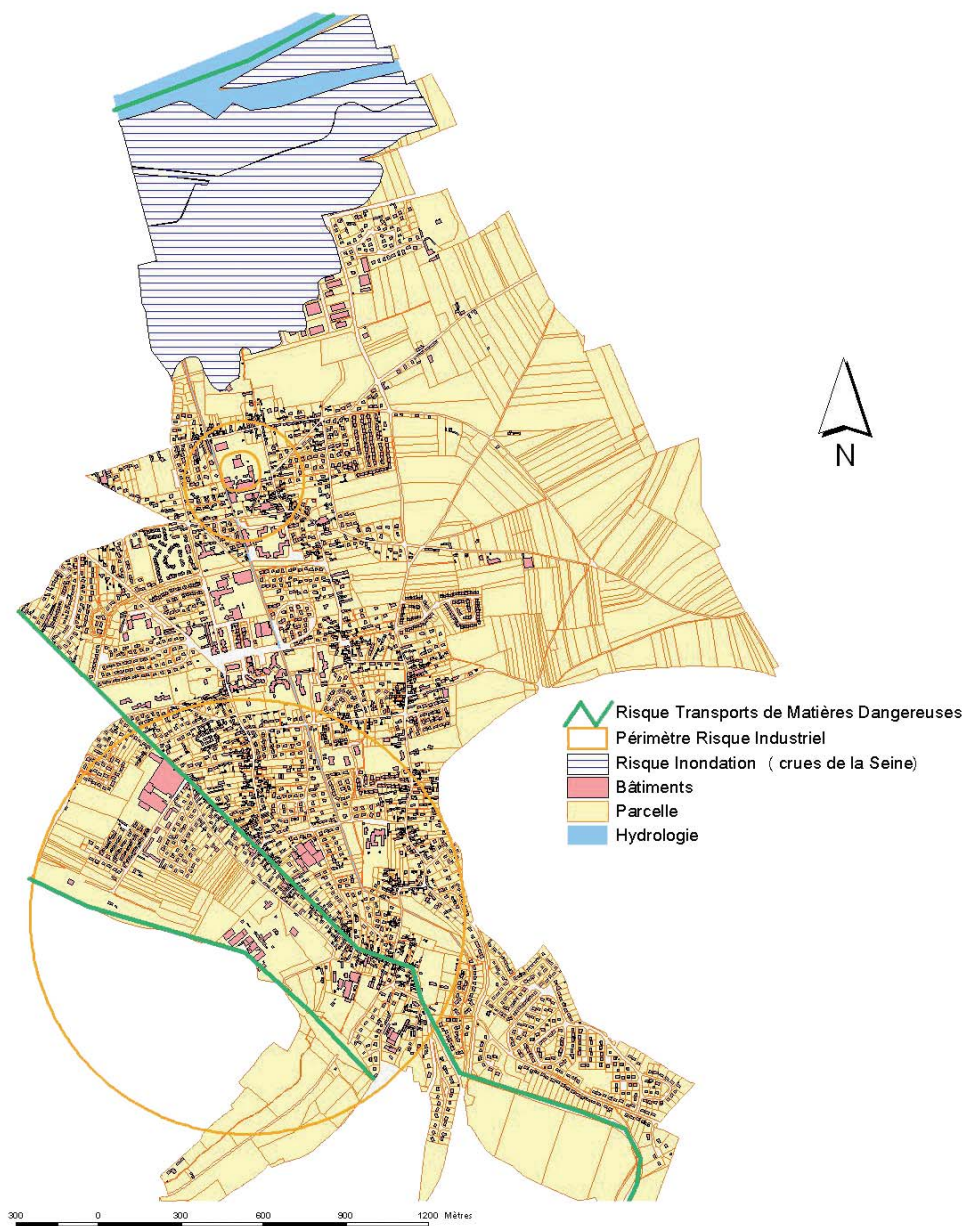 N
Risque Transports de Matières Dangereuses
Périmètre Risque Industriel
Risque Inondation ( crues de la Seine)
Bâtiments
Parcelle
Hydrologie
300 0 300 600 900 1200 Mètres